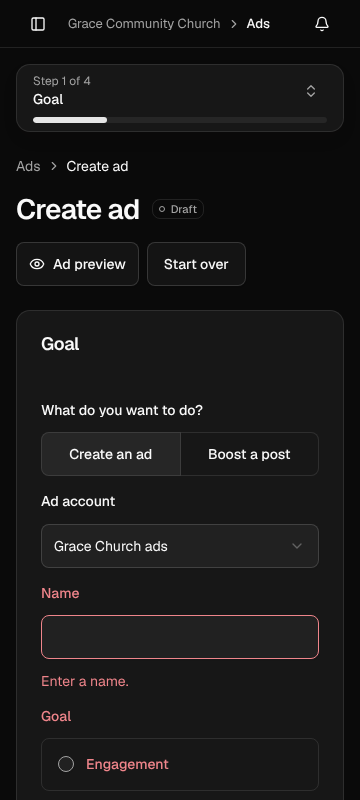 Grace Community Church > Ads
Step 1 of 4
Goal
Ads > Create ad
Create ad
Draft
Ad preview
Start over
Goal
What do you want to do?
Create an ad
Boost a post
Ad account
Grace Church ads
Name
Enter a name.
Goal
Engagement